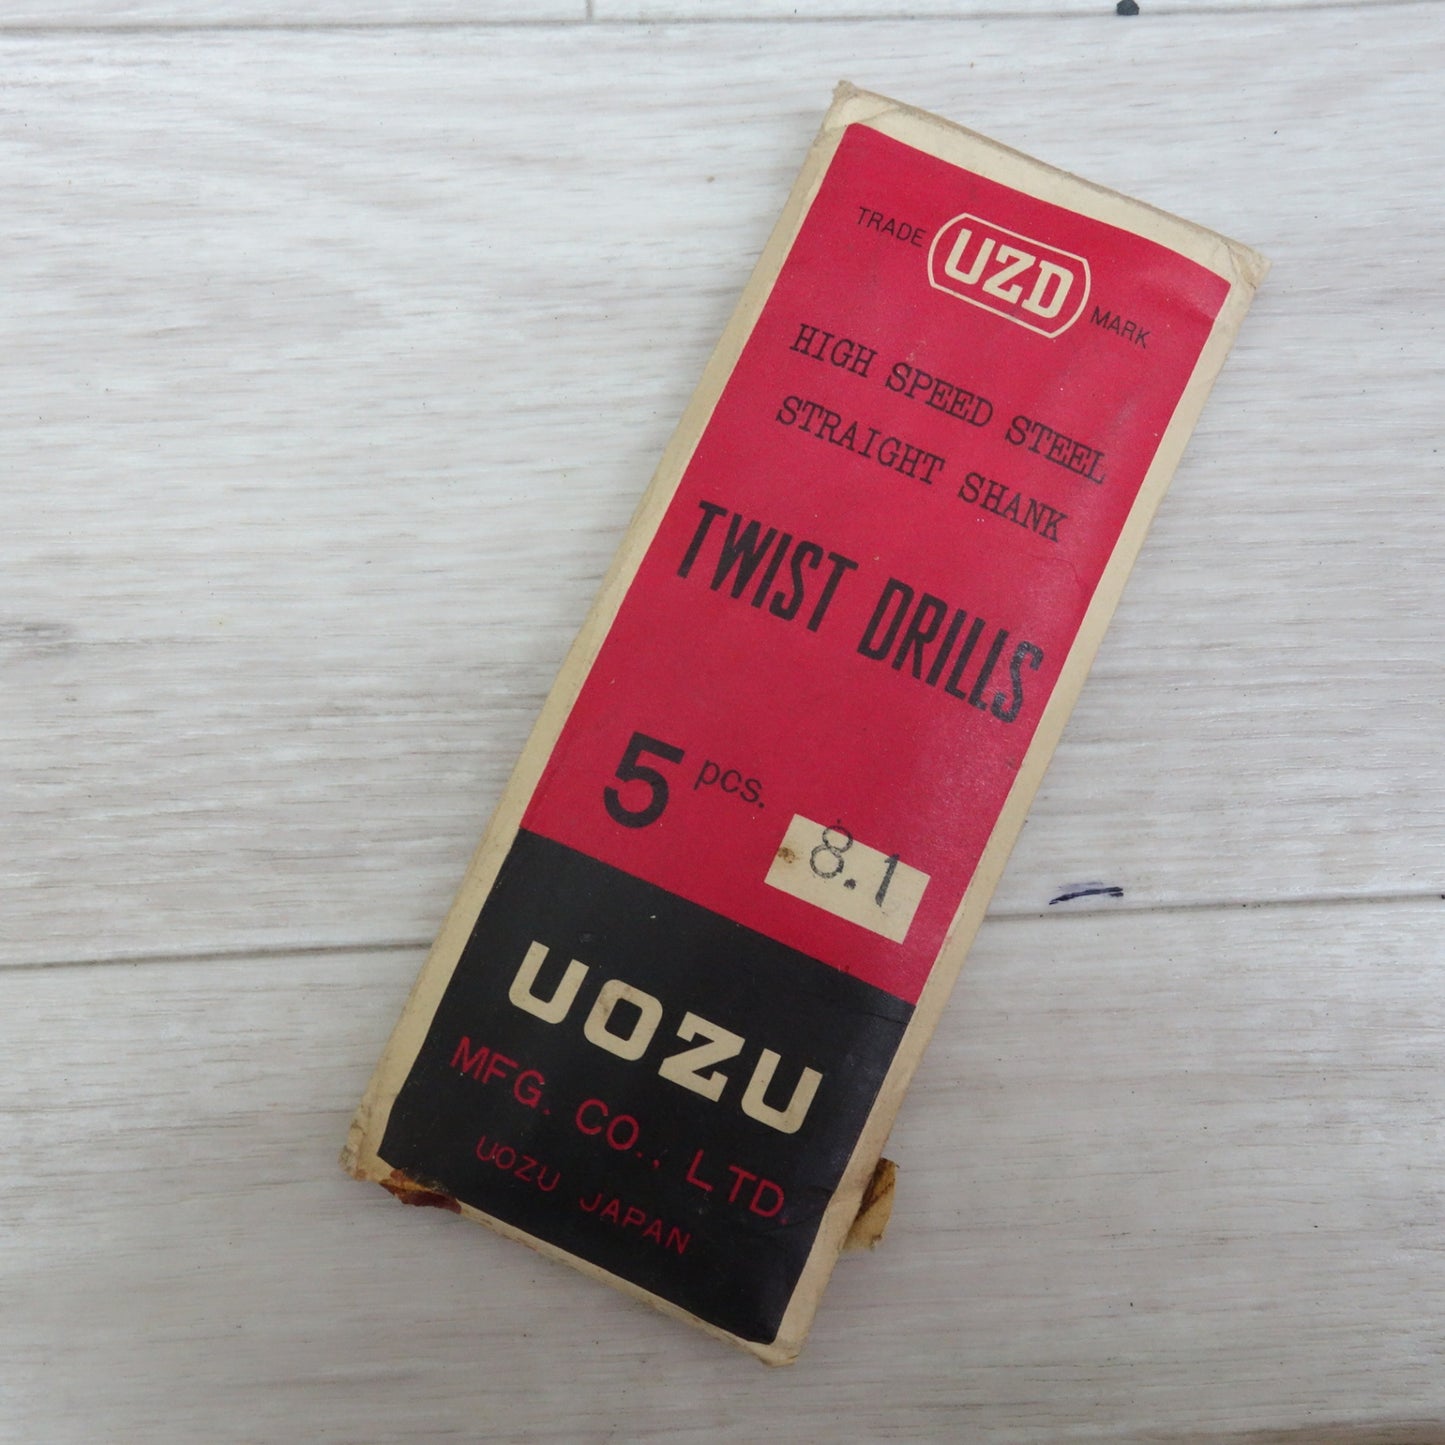 TRADE UZD MARK
HIGH SPEED STEEL
STRAIGHT SHANK
TWIST DRILLS
5 pcs. 8.1
UOZU
MFG. CO., LTD.
UOZU JAPAN